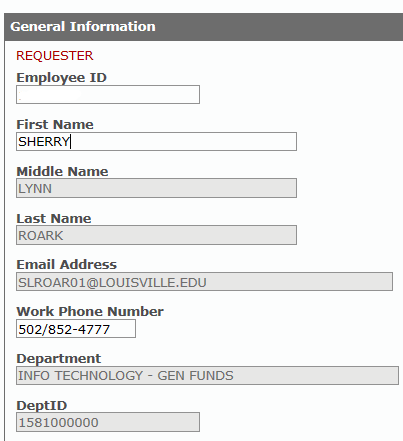 General Information
REQUESTER
Employee ID
First Name
SHERRY
Middle Name
LYNN
Last Name
ROARK
Email Address
SLROAR01@LOUISVILLE.EDU
Work Phone Number
502/852-4777
Department
INFO TECHNOLOGY - GEN FUNDS
DeptID
1581000000